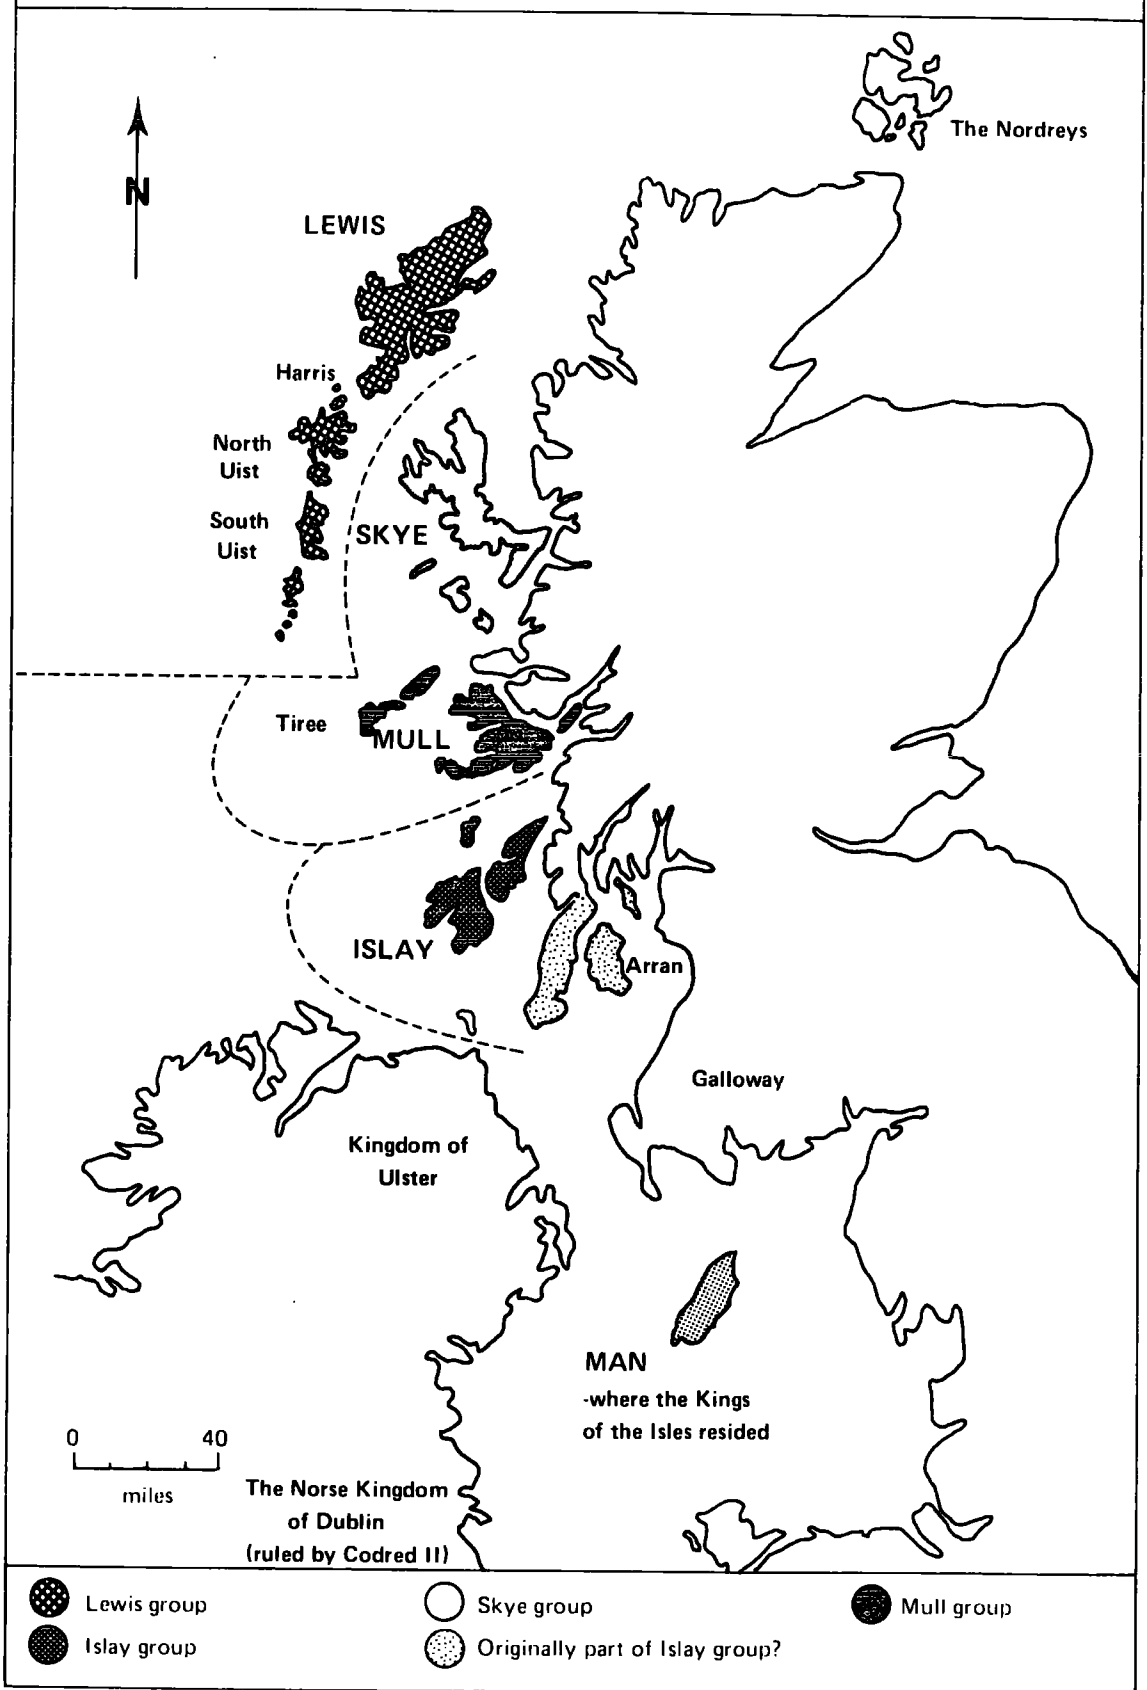 The Nordreys
N
LEWIS
Harris
North
Uist
South
Uist
SKYE
Tiree
MULL
ISLAY
Arran
Galloway
Kingdom of
Ulster
MAN
-where the Kings
of the Isles resided
0 40
miles
The Norse Kingdom
of Dublin
(ruled by Codred II)
Lewis group
Skye group
Mull group
Islay group
Originally part of Islay group?